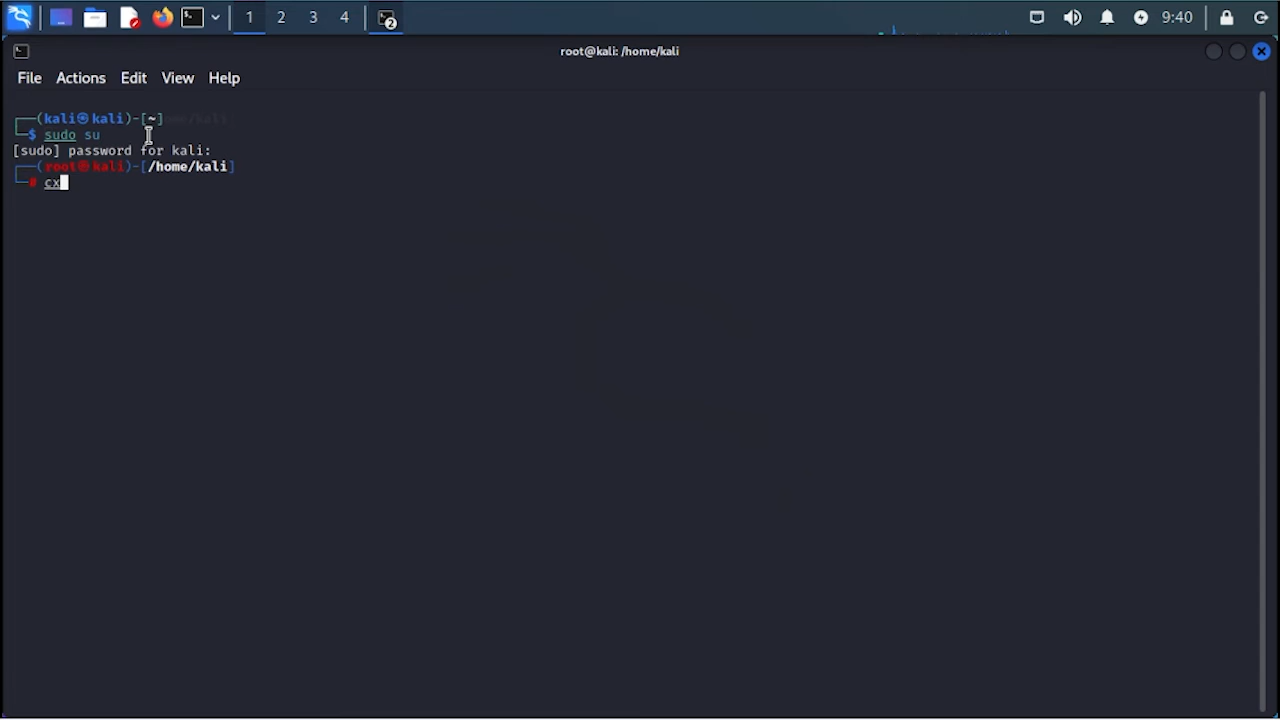 1 2 3 4 2 9:40
root@kali: /home/kali
File Actions Edit View Help
┌──(kali㉿kali)-[~]
└─$ sudo su
[sudo] password for kali:
┌──(root㉿kali)-[/home/kali]
└─# cx